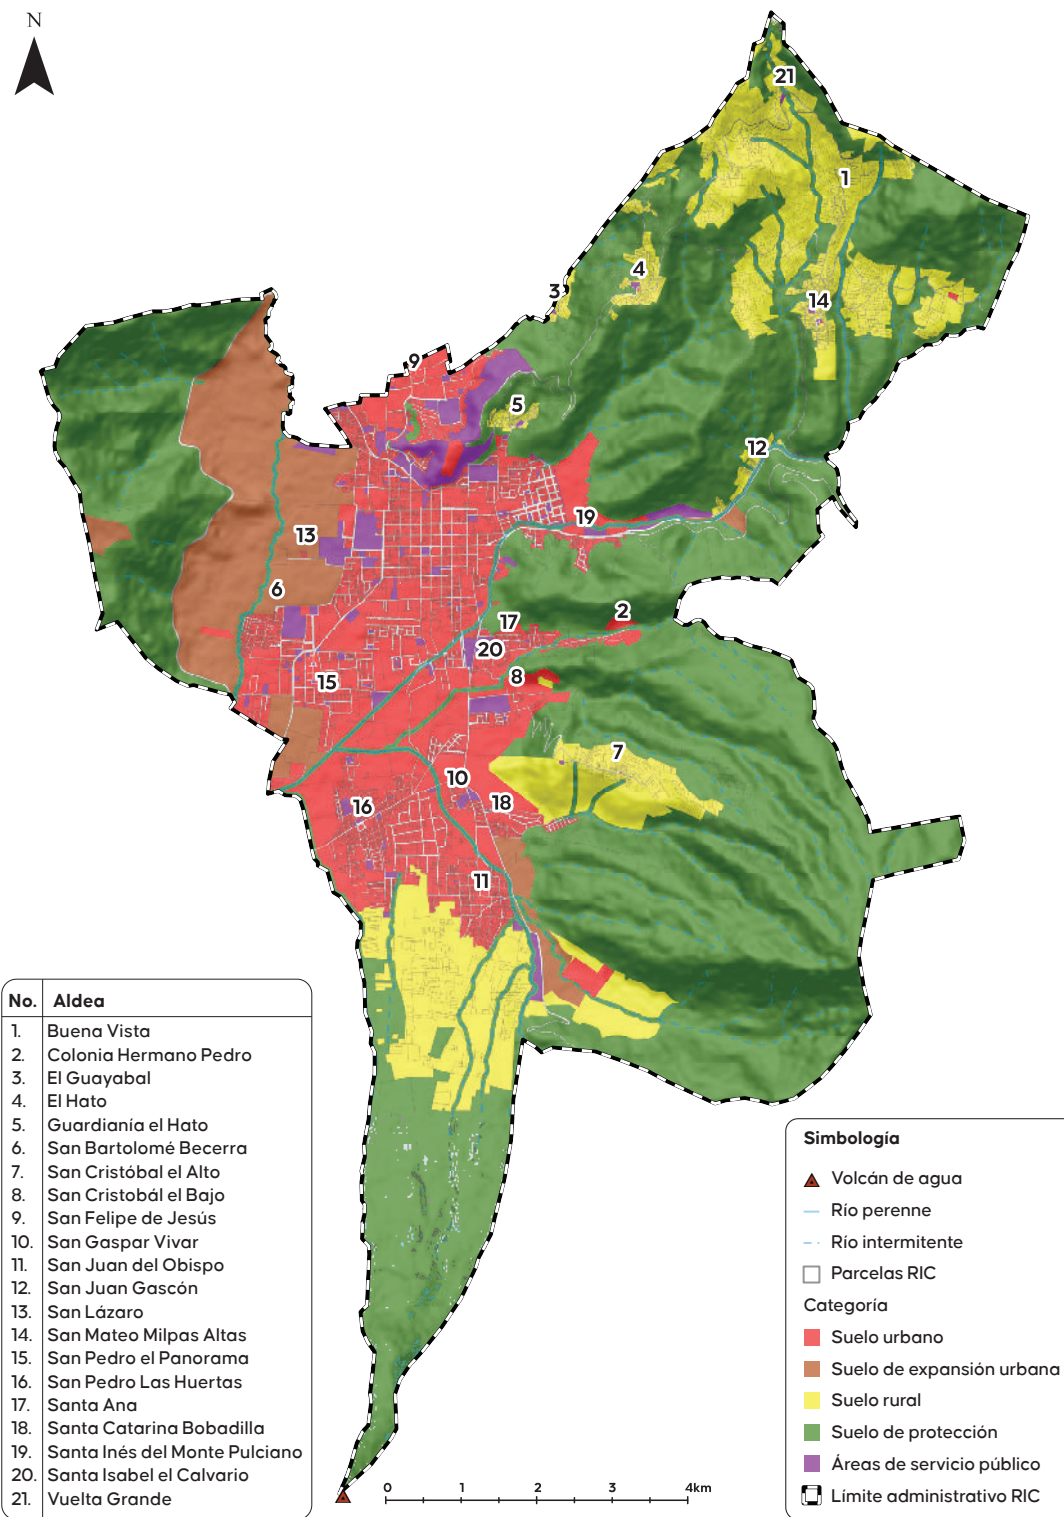 N
21
1
4
3
14
9
5
12
19
13
6
2
17
20
8
15
7
10
18
16
11
No. Aldea
1. Buena Vista
2. Colonia Hermano Pedro
3. El Guayabal
4. El Hato
5. Guardianía el Hato
6. San Bartolomé Becerra
7. San Cristóbal el Alto
8. San Cristobál el Bajo
9. San Felipe de Jesús
10. San Gaspar Vivar
11. San Juan del Obispo
12. San Juan Gascón
13. San Lázaro
14. San Mateo Milpas Altas
15. San Pedro el Panorama
16. San Pedro Las Huertas
17. Santa Ana
18. Santa Catarina Bobadilla
19. Santa Inés del Monte Pulciano
20. Santa Isabel el Calvario
21. Vuelta Grande
Simbología
Volcán de agua
Río perenne
Río intermitente
Parcelas RIC
Categoría
Suelo urbano
Suelo de expansión urbana
Suelo rural
Suelo de protección
Áreas de servicio público
Límite administrativo RIC
0 1 2 3 4km